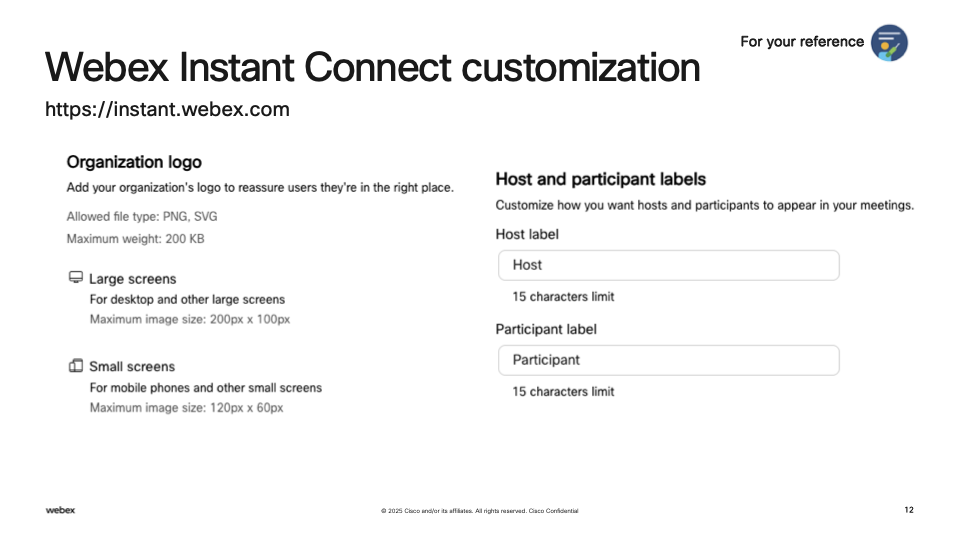 For your reference
Webex Instant Connect customization
https://instant.webex.com
Organization logo
Add your organization's logo to reassure users they're in the right place.
Allowed file type: PNG, SVG
Maximum weight: 200 KB
Large screens
For desktop and other large screens
Maximum image size: 200px x 100px
Small screens
For mobile phones and other small screens
Maximum image size: 120px x 60px
Host and participant labels
Customize how you want hosts and participants to appear in your meetings.
Host label
Host
15 characters limit
Participant label
Participant
15 characters limit
webex
© 2025 Cisco and/or its affiliates. All rights reserved. Cisco Confidential
12